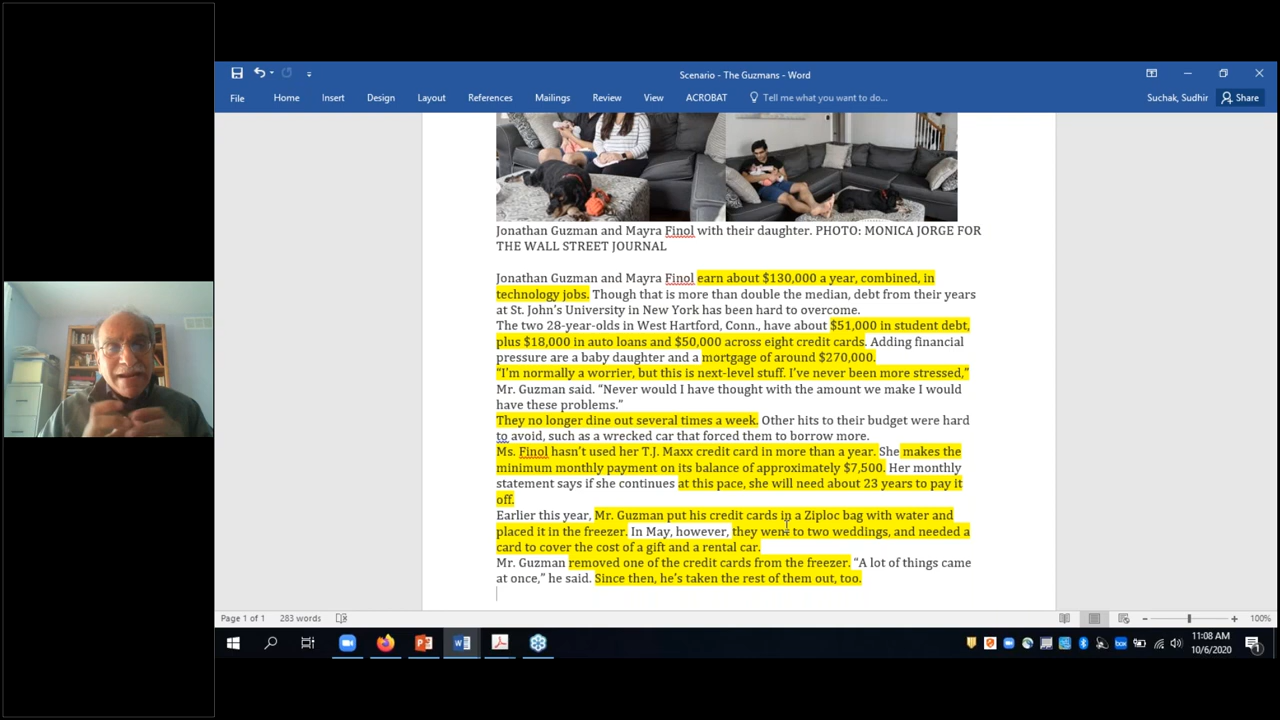 Scenario - The Guzmans - Word
File Home Insert Design Layout References Mailings Review View ACROBAT Tell me what you want to do... Suchak, Sudhir Share
Jonathan Guzman and Mayra Finol with their daughter. PHOTO: MONICA JORGE FOR
THE WALL STREET JOURNAL
Jonathan Guzman and Mayra Finol earn about $130,000 a year, combined, in
technology jobs. Though that is more than double the median, debt from their years
at St. John’s University in New York has been hard to overcome.
The two 28-year-olds in West Hartford, Conn., have about $51,000 in student debt,
plus $18,000 in auto loans and $50,000 across eight credit cards. Adding financial
pressure are a baby daughter and a mortgage of around $270,000.
“I’m normally a worrier, but this is next-level stuff. I’ve never been more stressed,”
Mr. Guzman said. “Never would I have thought with the amount we make I would
have these problems.”
They no longer dine out several times a week. Other hits to their budget were hard
to avoid, such as a wrecked car that forced them to borrow more.
Ms. Finol hasn’t used her T.J. Maxx credit card in more than a year. She makes the
minimum monthly payment on its balance of approximately $7,500. Her monthly
statement says if she continues at this pace, she will need about 23 years to pay it
off.
Earlier this year, Mr. Guzman put his credit cards in a Ziploc bag with water and
placed it in the freezer. In May, however, they went to two weddings, and needed a
card to cover the cost of a gift and a rental car.
Mr. Guzman removed one of the credit cards from the freezer. “A lot of things came
at once,” he said. Since then, he’s taken the rest of them out, too.
Page 1 of 1 283 words 100%
11:08 AM
10/6/2020